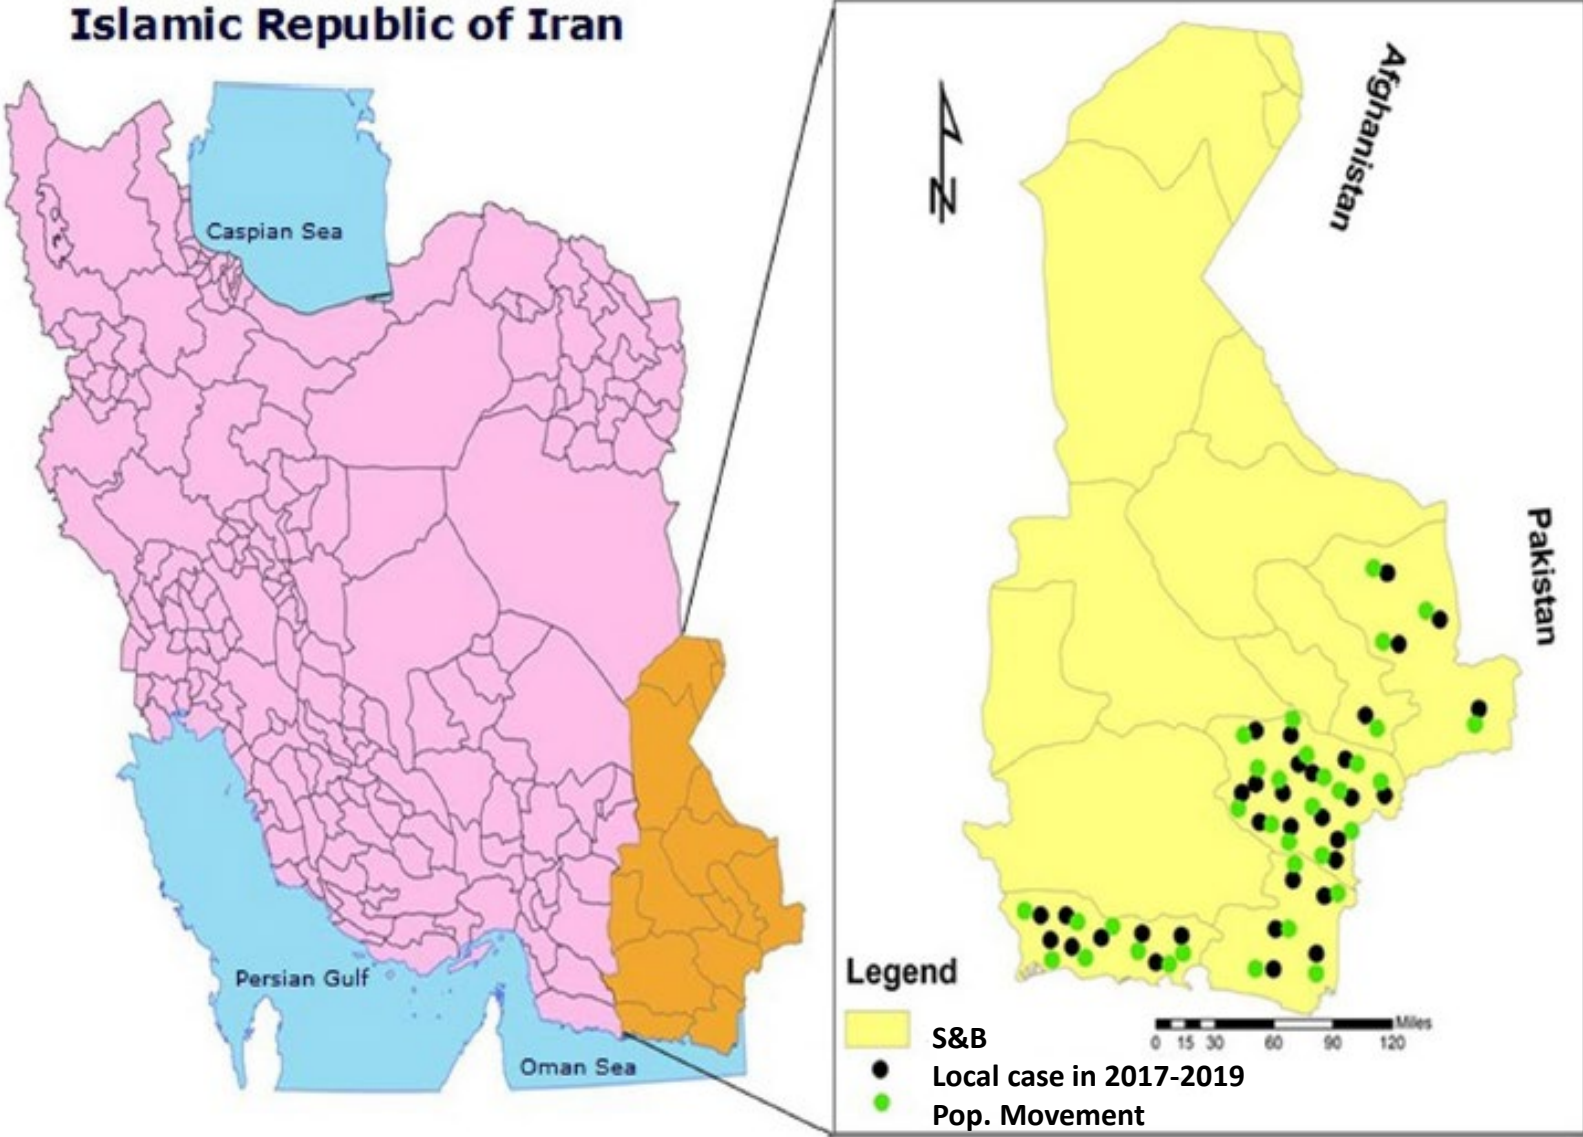 Islamic Republic of Iran
Caspian Sea
Persian Gulf
Oman Sea
Afghanistan
N
Pakistan
Legend
S&B
Local case in 2017-2019
Pop. Movement
Miles
0 15 30 60 90 120